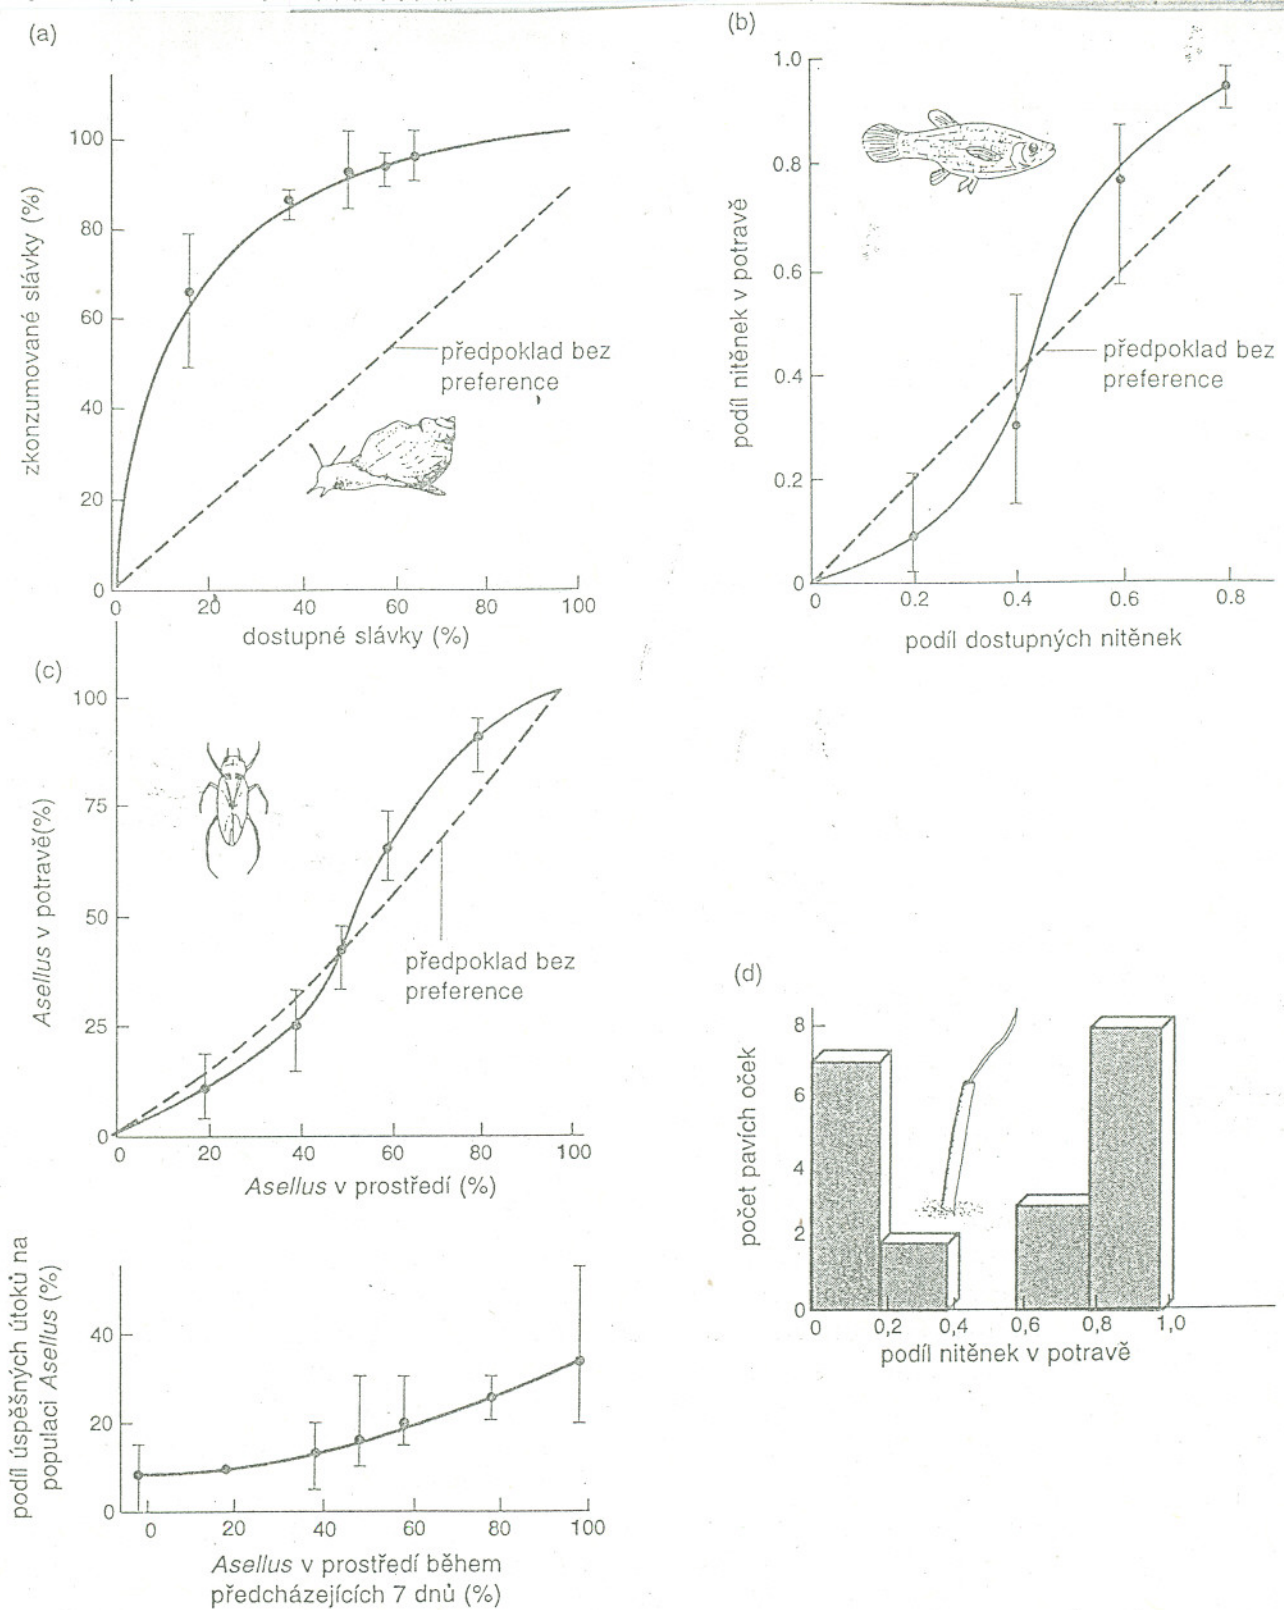 (a)
100
80
60
40
20
0
zkonzumované slávky (%)
předpoklad bez
preference
0
20
40
60
80
100
dostupné slávky (%)
(b)
1.0
0.8
0.6
0.4
0.2
0
podíl nitěnek v potravě
předpoklad bez
preference
0
0.2
0.4
0.6
0.8
podíl dostupných nitěnek
(c)
100
75
50
25
0
Asellus v potravě(%)
předpoklad bez
preference
0
20
40
60
80
100
Asellus v prostředí (%)
podíl úspěšných útoků na
populaci Asellus (%)
40
20
0
0
20
40
60
80
100
Asellus v prostředí během
předcházejících 7 dnů (%)
(d)
8
6
4
2
0
počet pavích oček
0
0,2
0,4
0,6
0,8
1,0
podíl nitěnek v potravě